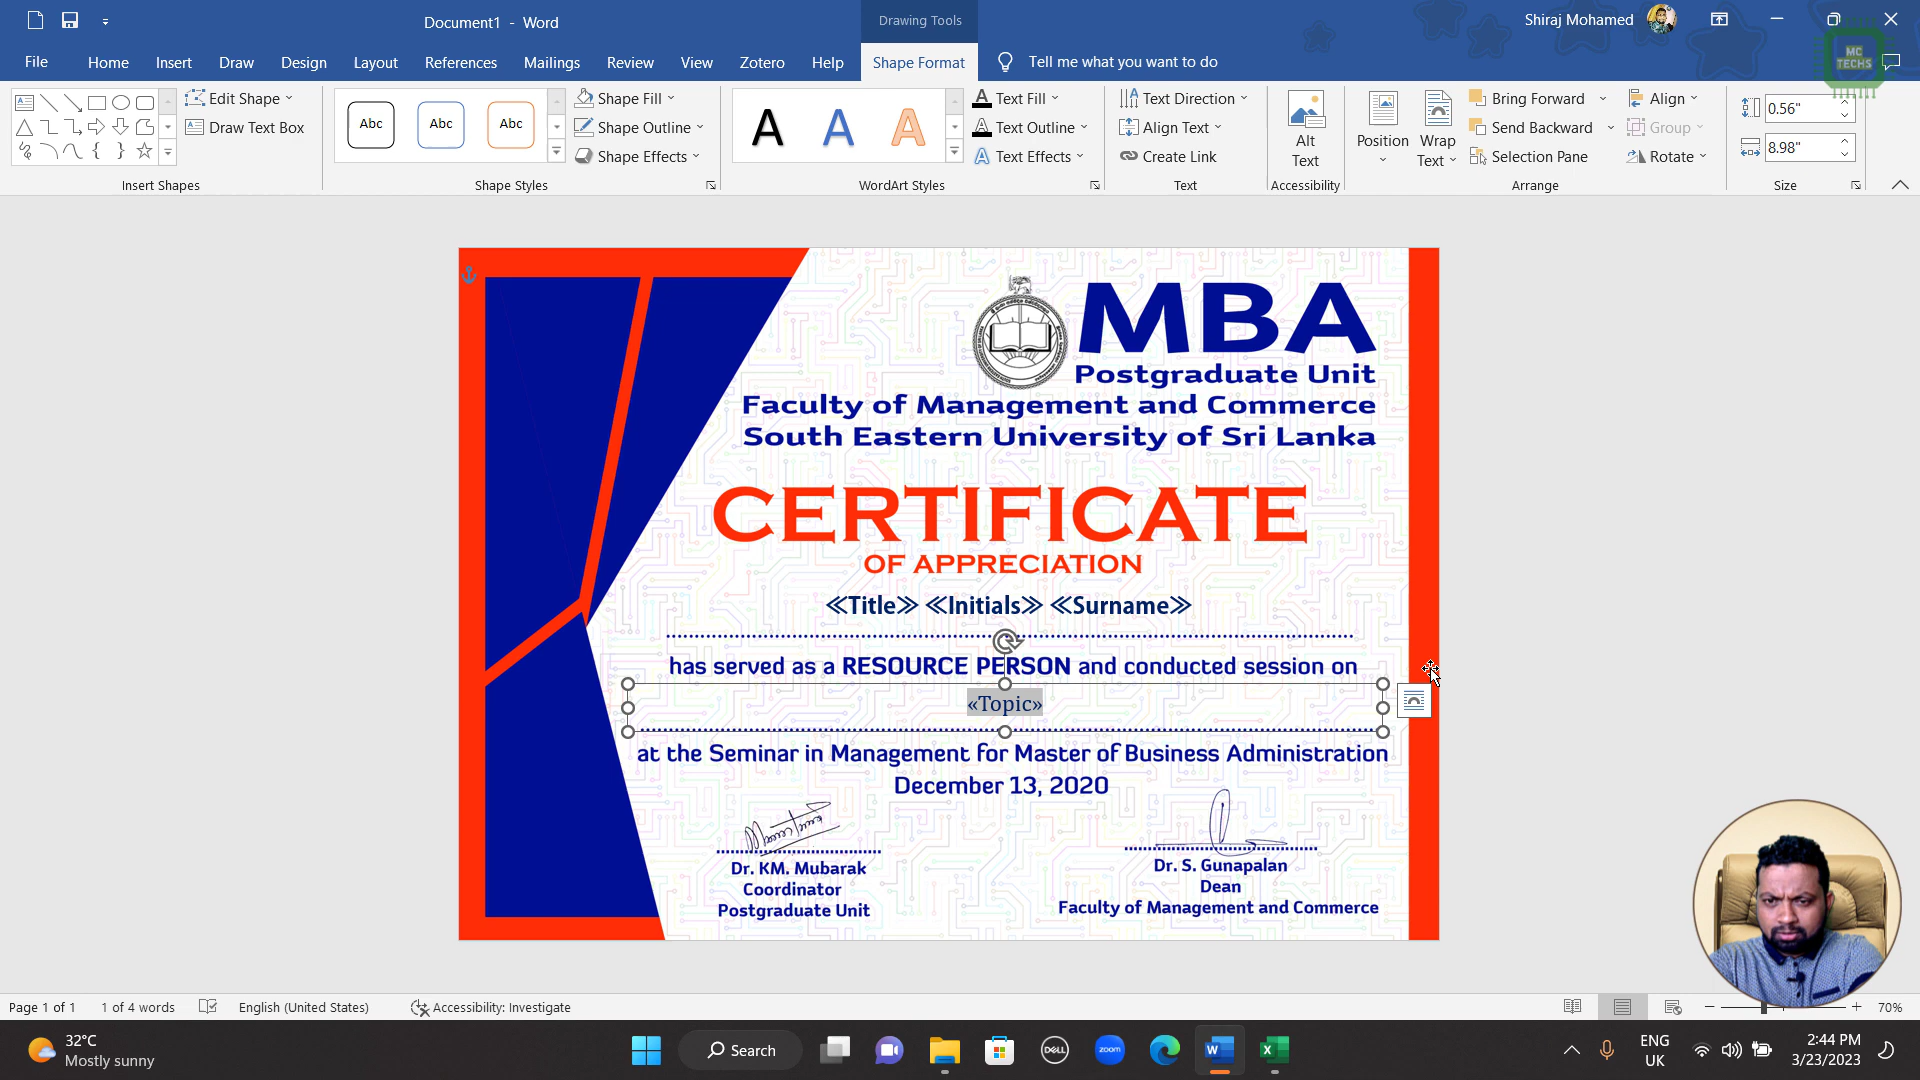 Document1 - Word
Drawing Tools
Shiraj Mohamed
MC
TECHS
File Home Insert Draw Design Layout References Mailings Review View Zotero Help Shape Format Tell me what you want to do
Edit Shape
Draw Text Box
Insert Shapes
Abc Abc Abc
Shape Fill
Shape Outline
Shape Effects
Shape Styles
A A A
Text Fill
Text Outline
Text Effects
WordArt Styles
Text Direction
Align Text
Create Link
Text
Alt
Text
Accessibility
Position
Wrap
Text
Bring Forward
Send Backward
Selection Pane
Align
Group
Rotate
Arrange
0.56"
8.98"
Size
MBA
Postgraduate Unit
Faculty of Management and Commerce
South Eastern University of Sri Lanka
CERTIFICATE
OF APPRECIATION
≪Title≫ ≪Initials≫ ≪Surname≫
has served as a RESOURCE PERSON and conducted session on
«Topic»
at the Seminar in Management for Master of Business Administration
December 13, 2020
Dr. KM. Mubarak
Coordinator
Postgraduate Unit
Dr. S. Gunapalan
Dean
Faculty of Management and Commerce
Page 1 of 1 1 of 4 words English (United States) Accessibility: Investigate 70%
32°C
Mostly sunny
Search
DELL
zoom
ENG
UK
2:44 PM
3/23/2023